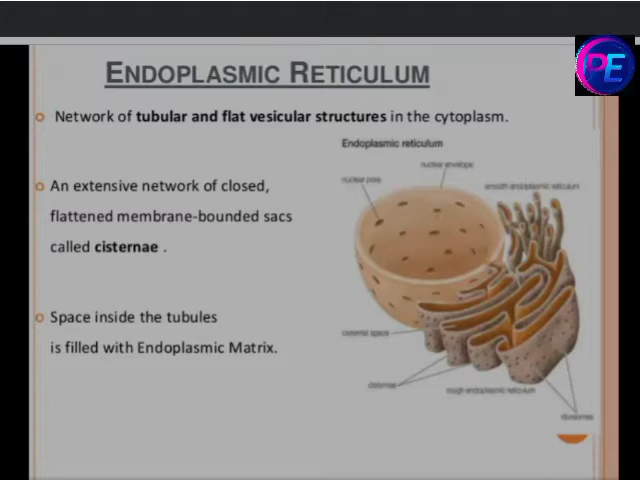 ENDOPLASMIC RETICULUM
PE
Network of tubular and flat vesicular structures in the cytoplasm.
Endoplasmic reticulum
nuclear envelope
nuclear pore
smooth endoplasmic reticulum
An extensive network of closed,
flattened membrane-bounded sacs
called cisternae .
Space inside the tubules
is filled with Endoplasmic Matrix.
cisternal space
cisternae
rough endoplasmic reticulum
ribosomes